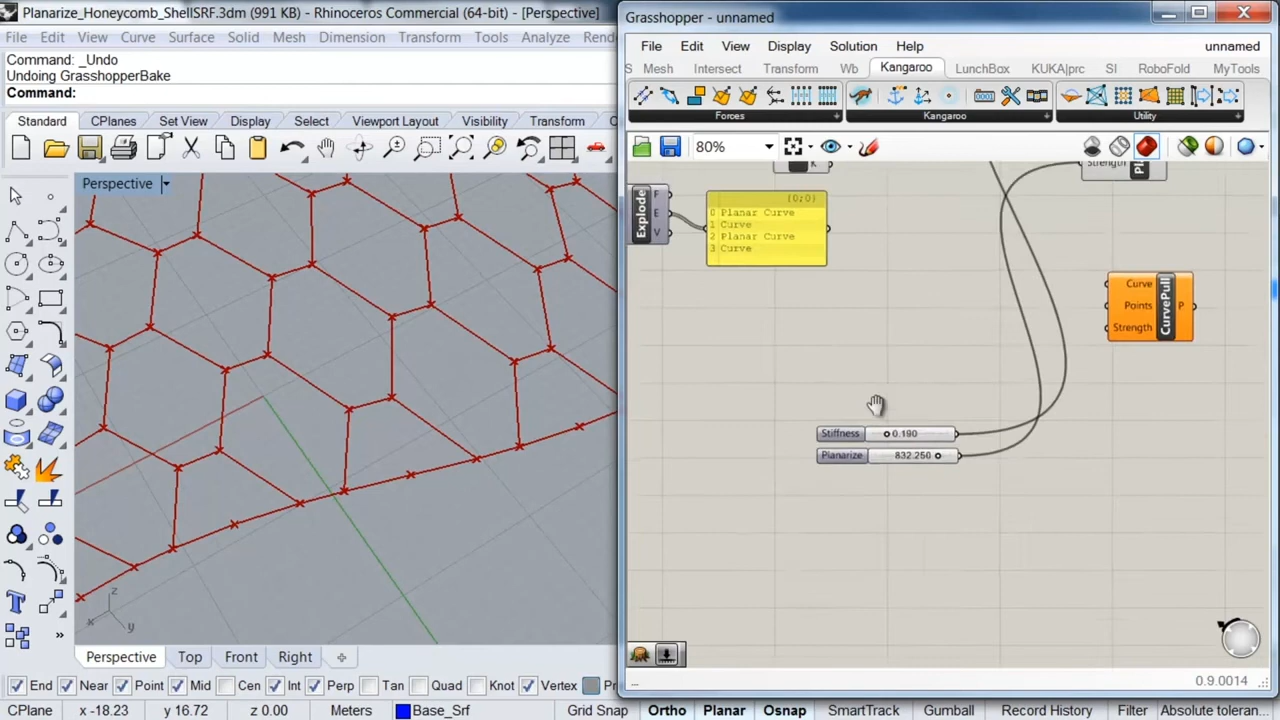 Planarize_Honeycomb_ShellSRF.3dm (991 KB) - Rhinoceros Commercial (64-bit) - [Perspective]
File Edit View Curve Surface Solid Mesh Dimension Transform Tools Analyze Rend
Command: _Undo
Undoing GrasshopperBake
Command:
Standard CPlanes Set View Display Select Viewport Layout Visibility Transform C
Perspective
z
x
y
Perspective Top Front Right
End Near Point Mid Cen Int Perp Tan Quad Knot Vertex Pr
CPlane x -18.23 y 16.72 z 0.00 Meters Base_Srf Grid Snap Ortho Planar Osnap SmartTrack Gumball Record History Filter Absolute toleran...
Grasshopper - unnamed
File Edit View Display Solution Help unnamed
S Mesh Intersect Transform Wb Kangaroo LunchBox KUKA|prc SI RoboFold MyTools
Forces Kangaroo Utility
80%
K
Strength Pl
Explode F E V
{0;0}
0 Planar Curve
1 Curve
2 Planar Curve
3 Curve
Curve
Points CurvePull P
Strength
Stiffness 0.190
Planarize 832.250
... 0.9.0014